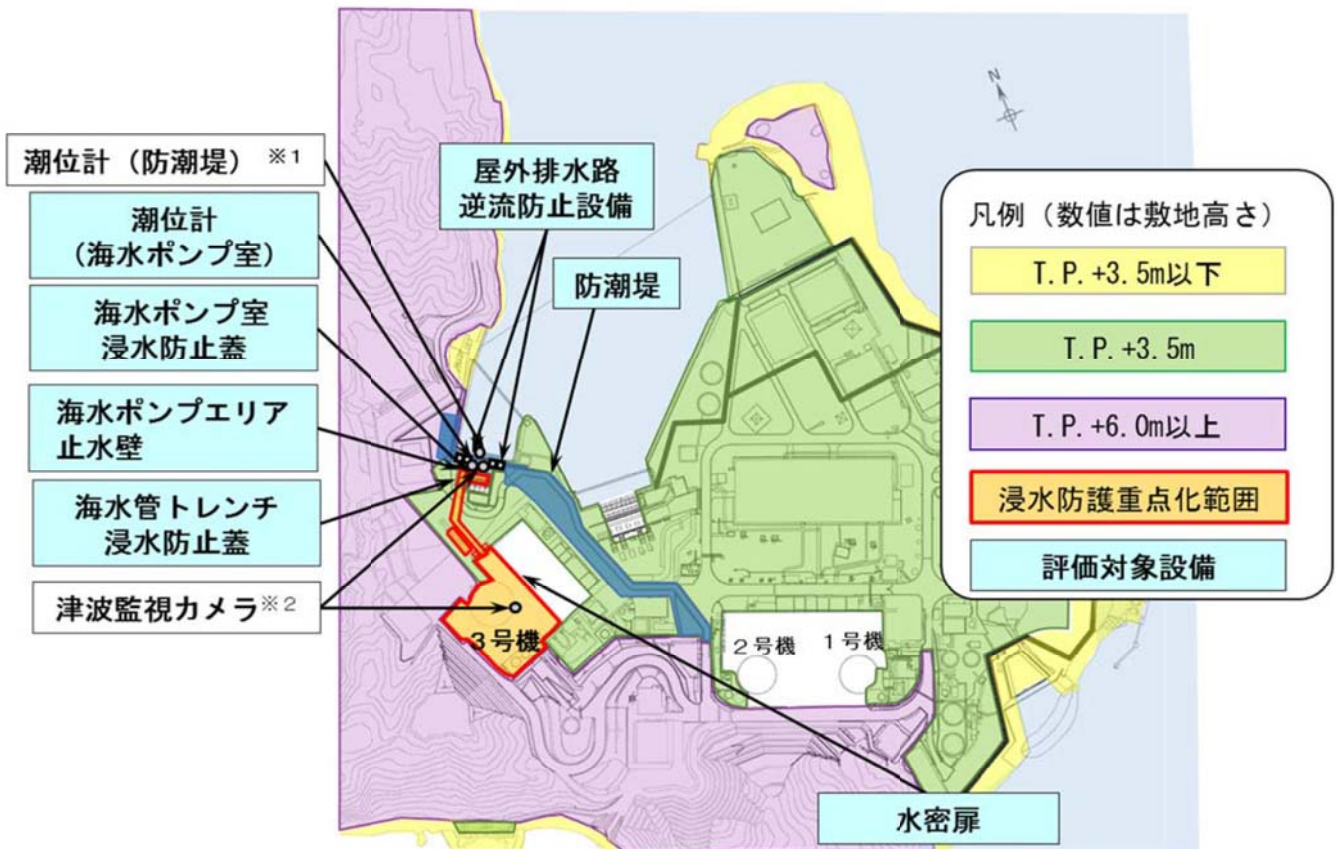 潮位計（防潮堤）※1
潮位計
（海水ポンプ室）
海水ポンプ室
浸水防止蓋
海水ポンプエリア
止水壁
海水管トレンチ
浸水防止蓋
津波監視カメラ※2
屋外排水路
逆流防止設備
防潮堤
N
3号機
2号機
1号機
水密扉
凡例（数値は敷地高さ）
T.P.+3.5m以下
T.P.+3.5m
T.P.+6.0m以上
浸水防護重点化範囲
評価対象設備